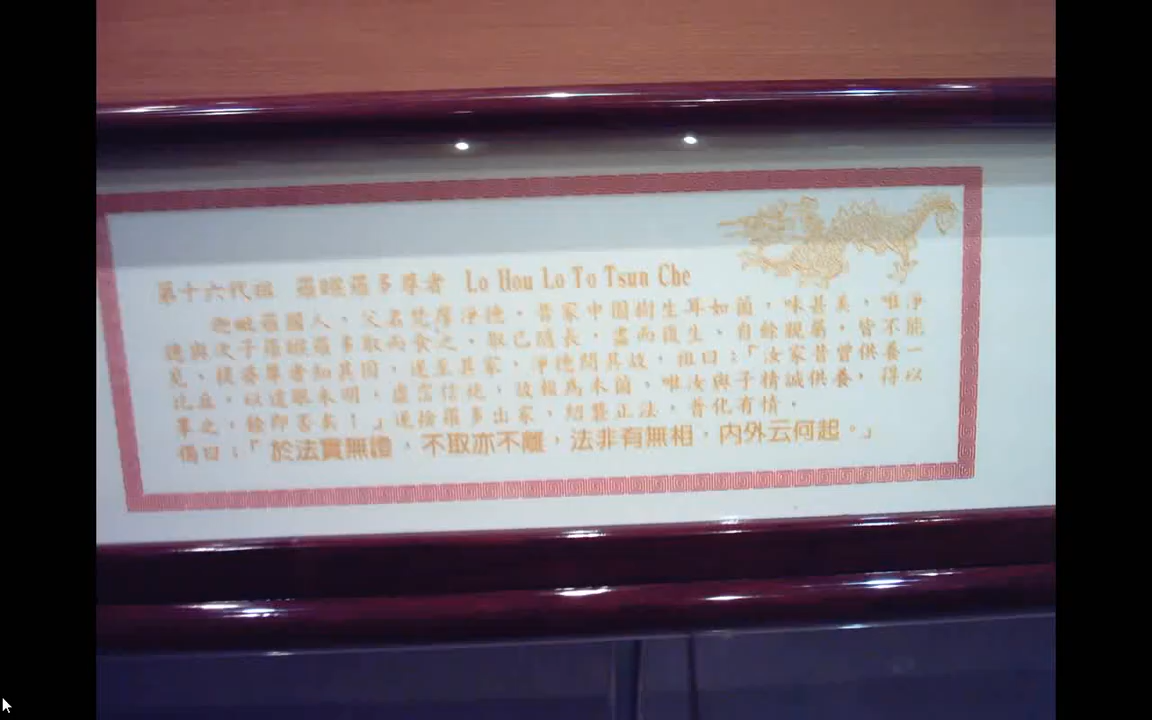 第十六代祖 羅睺羅多尊者 Lo Hou Lo To Tsun Che
迦毗羅國人，父名梵摩淨德，昔家中園樹生耳如菌，味甚美，唯淨
德與次子羅睺羅多取而食之，取已隨長，盡而復生，自餘親屬，皆不能
見，提婆尊者知其因，遂至其家，淨德問其故，祖曰：「汝家昔曾供養一
比丘，以道眼未明，虛霑信施，故報為木菌，唯汝與子精誠供養，得以
享之，餘即否矣！」遂捨羅多出家，紹襲正法，普化有情。
偈曰：「於法實無證，不取亦不離，法非有無相，內外云何起。」